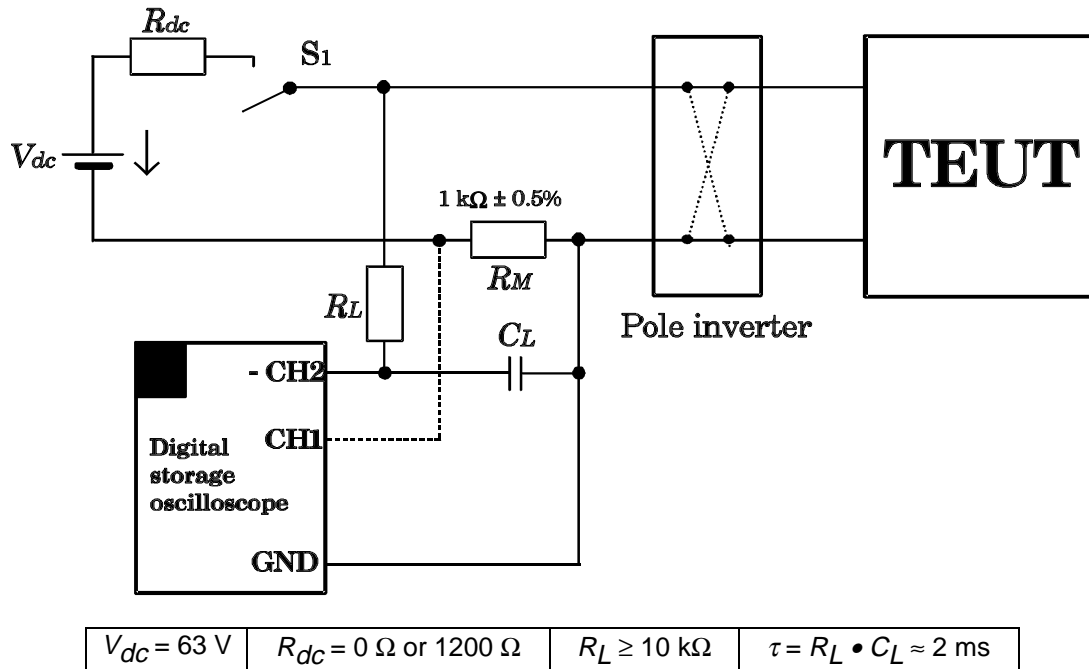 Rdc
S1
Vdc
TEUT
1 kΩ ± 0.5%
RM
RL
Pole inverter
CL
- CH2
CH1
Digital
storage
oscilloscope
GND
Vdc = 63 V Rdc = 0 Ω or 1200 Ω RL ≥ 10 kΩ τ = RL • CL ≈ 2 ms